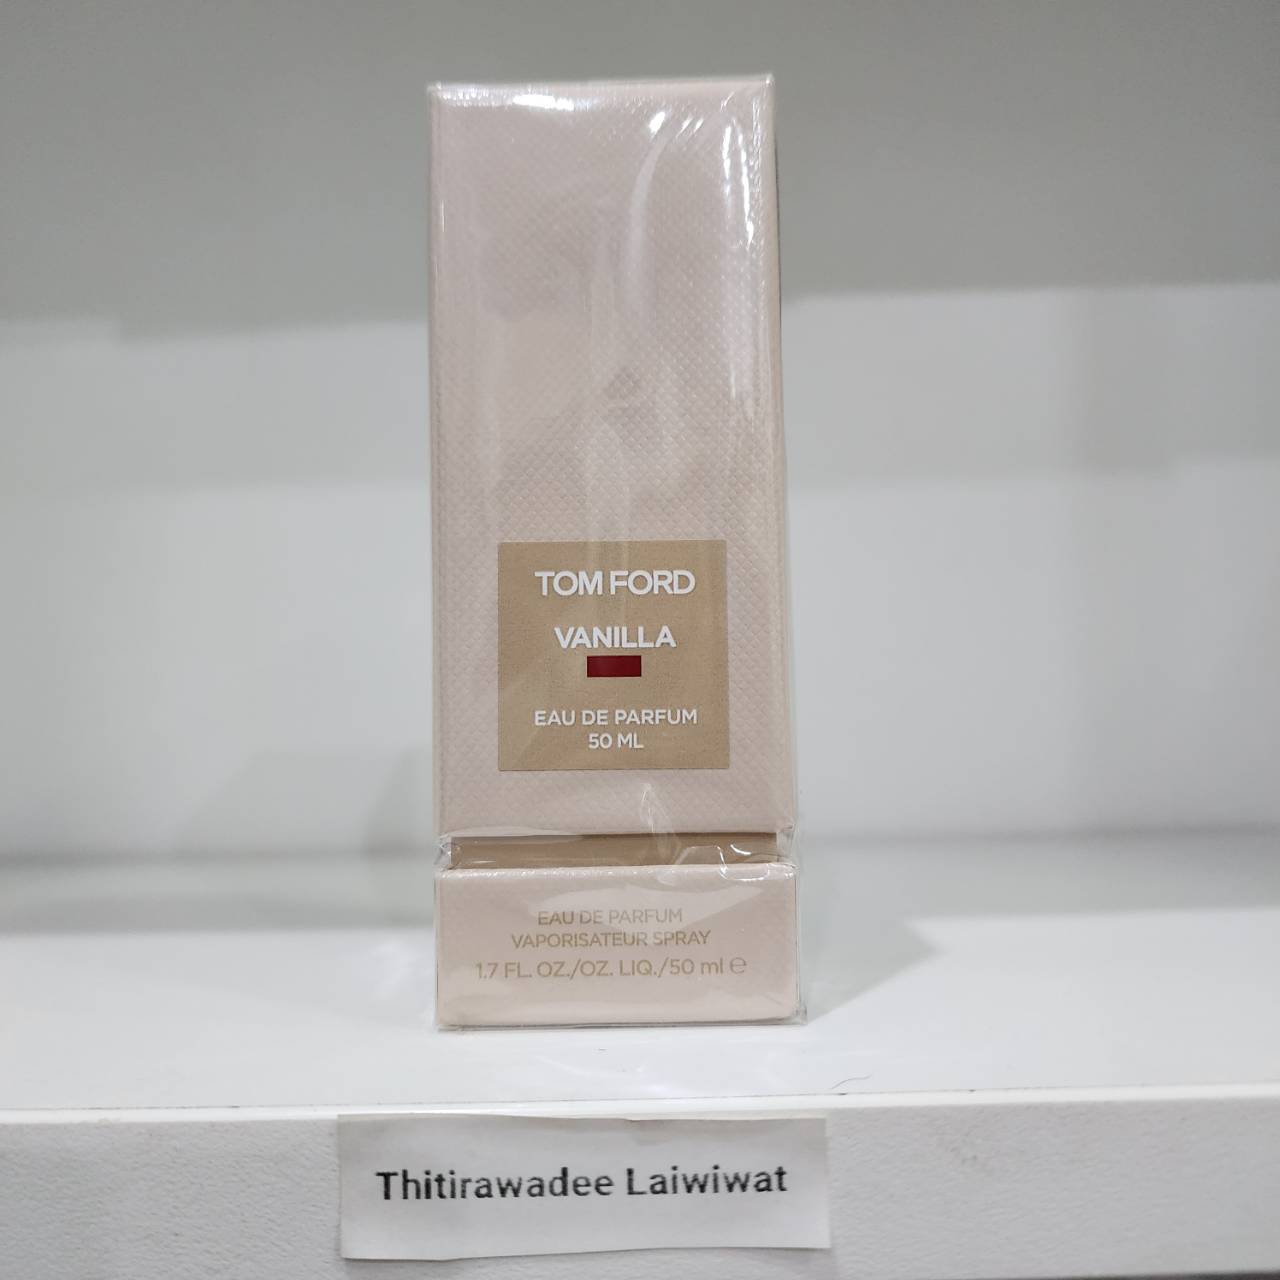 TOM FORD
VANILLA
EAU DE PARFUM
50 ML
EAU DE PARFUM
VAPORISATEUR SPRAY
1.7 FL. OZ./OZ. LIQ./50 ml ℮
Thitirawadee Laiwiwat